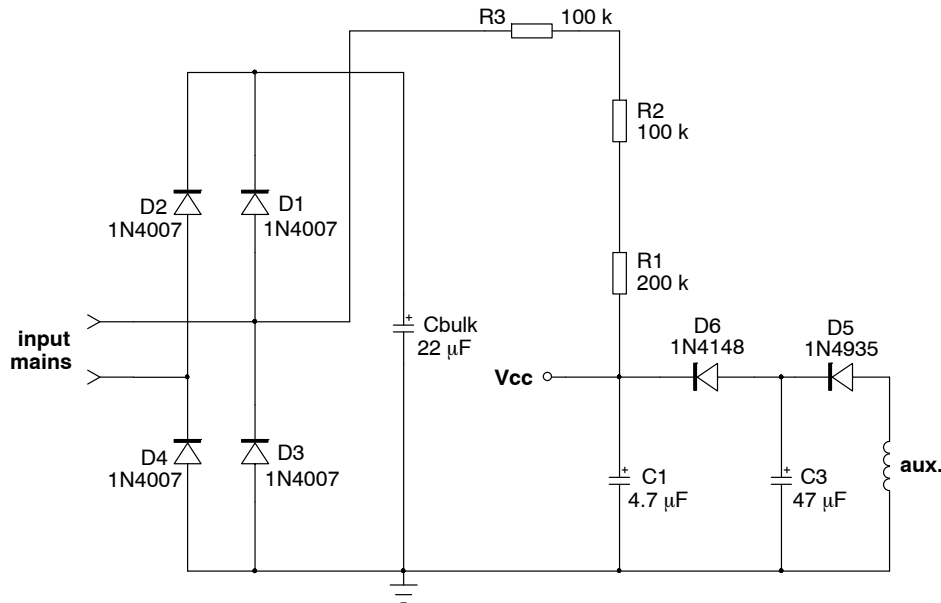 R3
100 k
R2
100 k
D2
1N4007
D1
1N4007
R1
200 k
input
mains
Cbulk
22 μF
D6
1N4148
D5
1N4935
Vcc
D4
1N4007
D3
1N4007
C1
4.7 μF
C3
47 μF
aux.
+
+
+